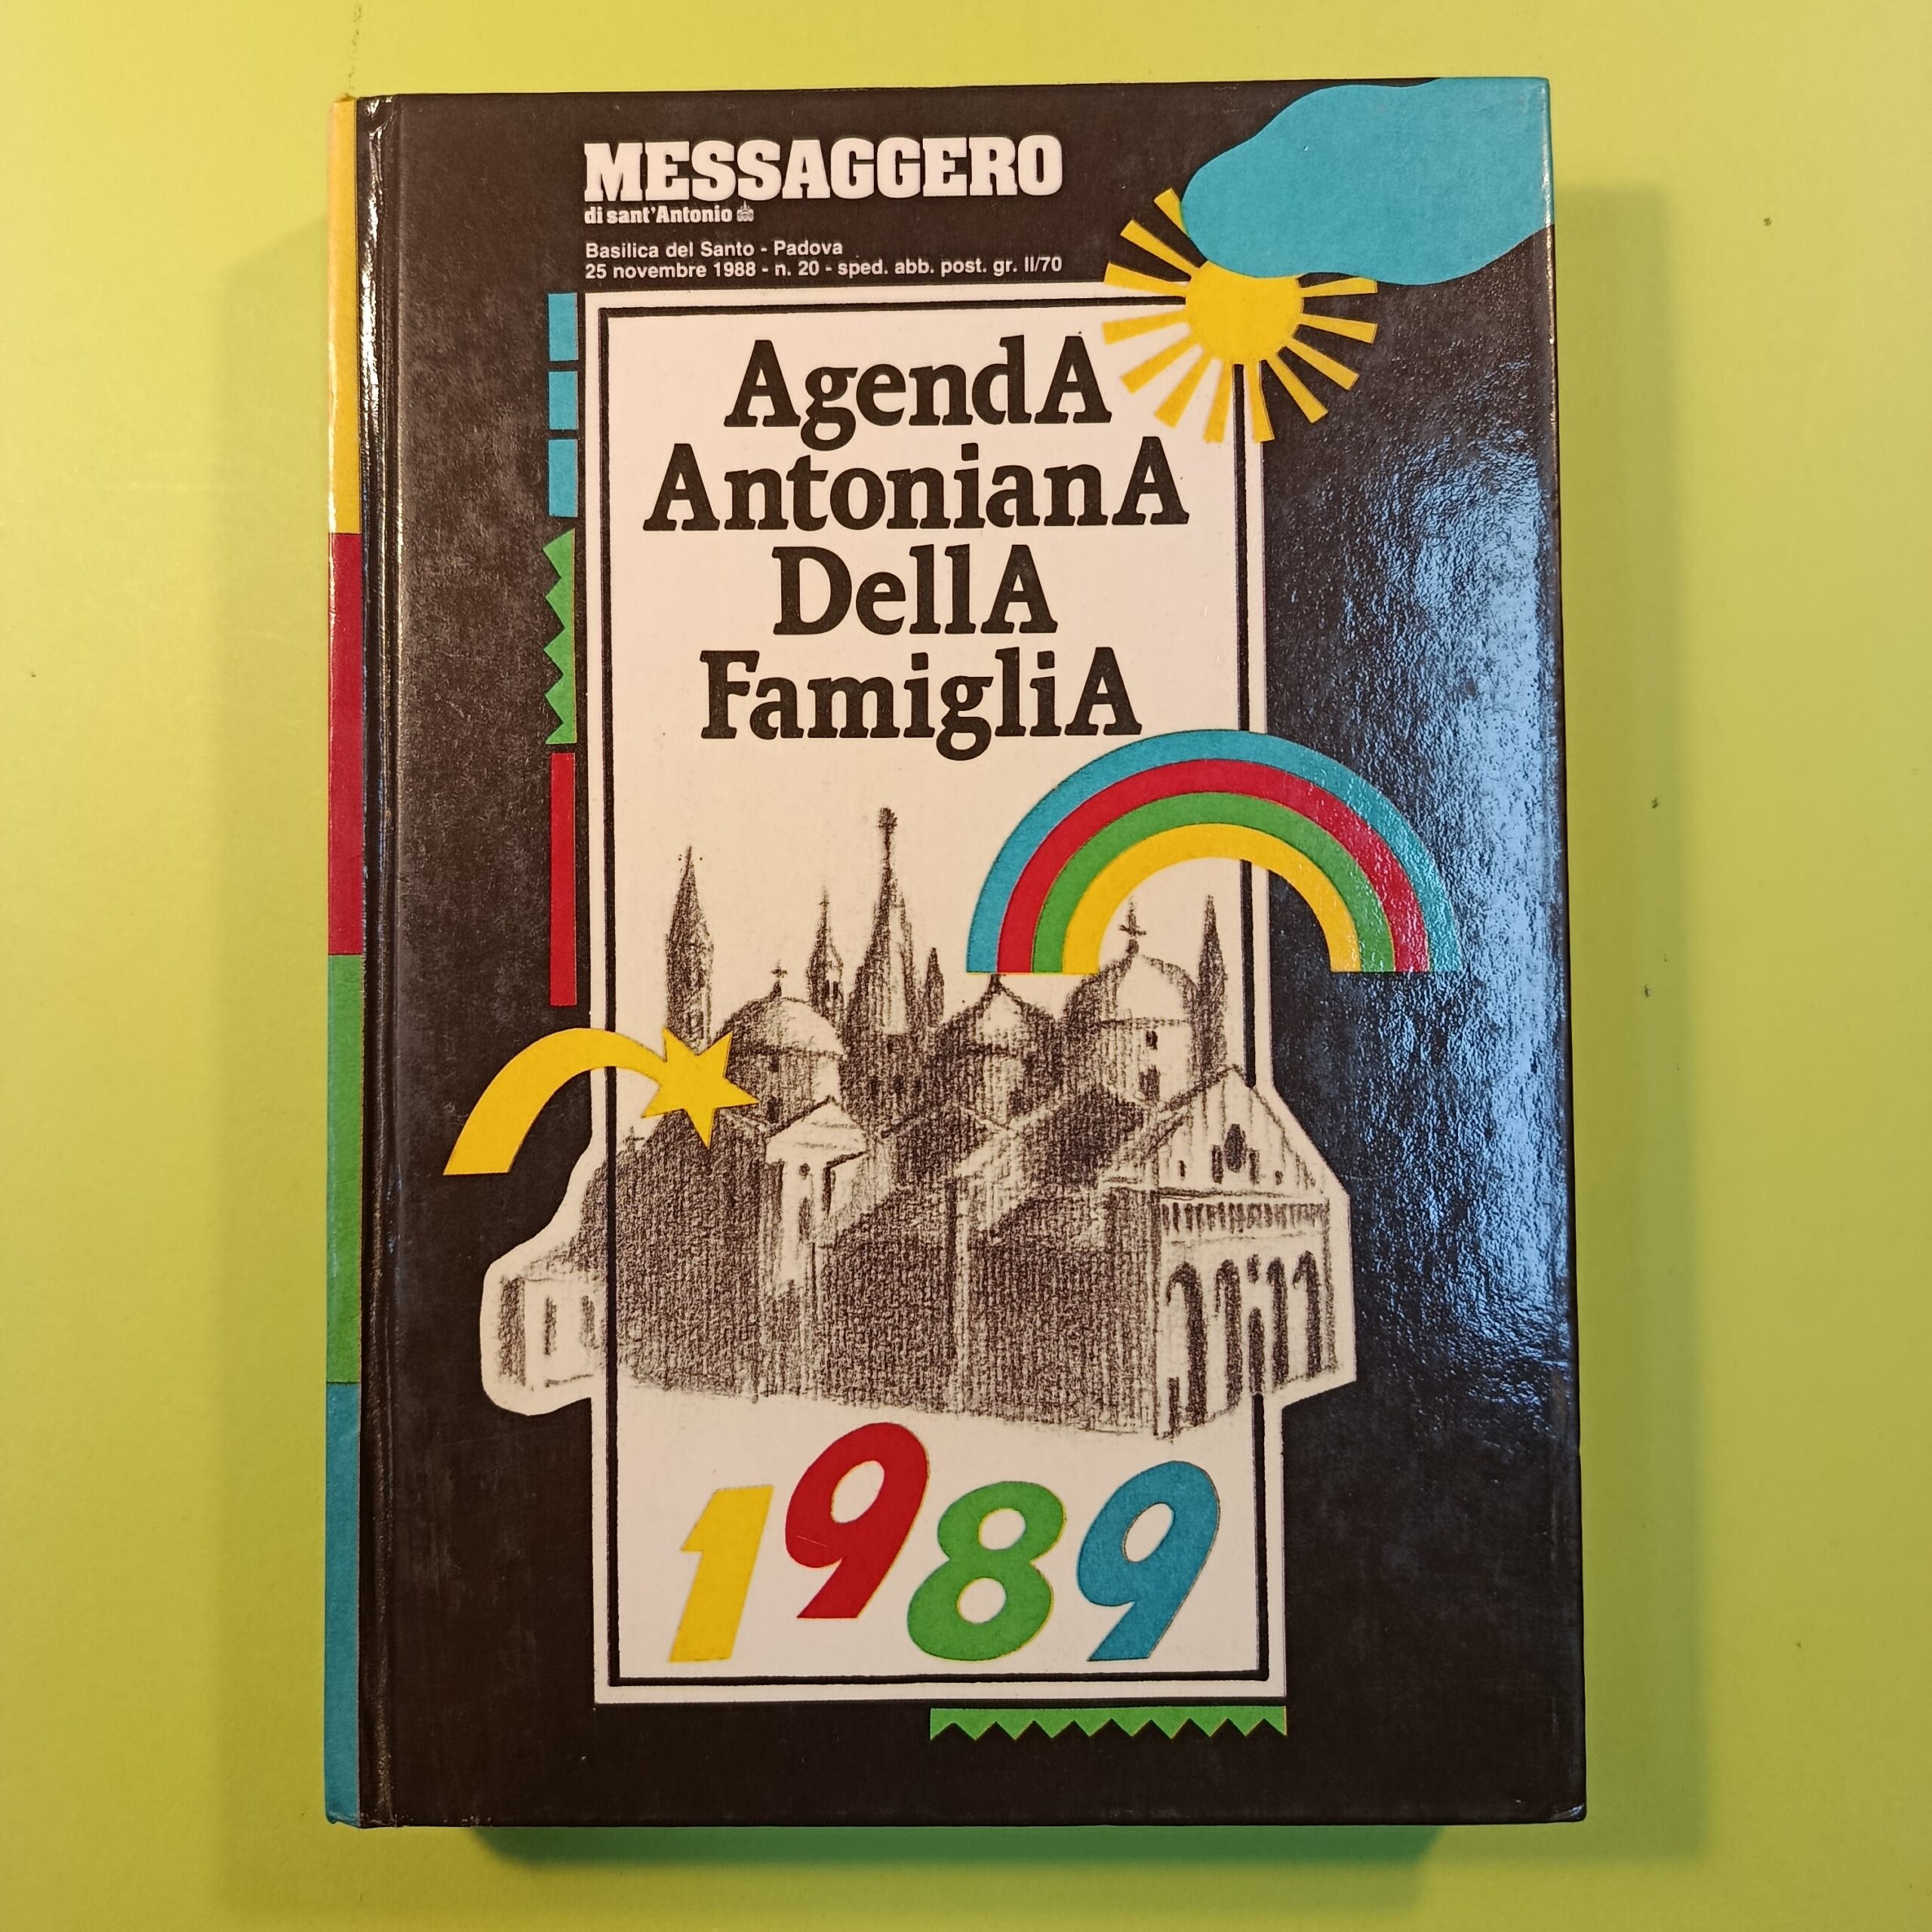 MESSAGGERO
di sant'Antonio
Basilica del Santo - Padova
25 novembre 1988 - n. 20 - sped. abb. post. gr. II/70
AgendA
AntonianA
DellA
FamigliA
1989